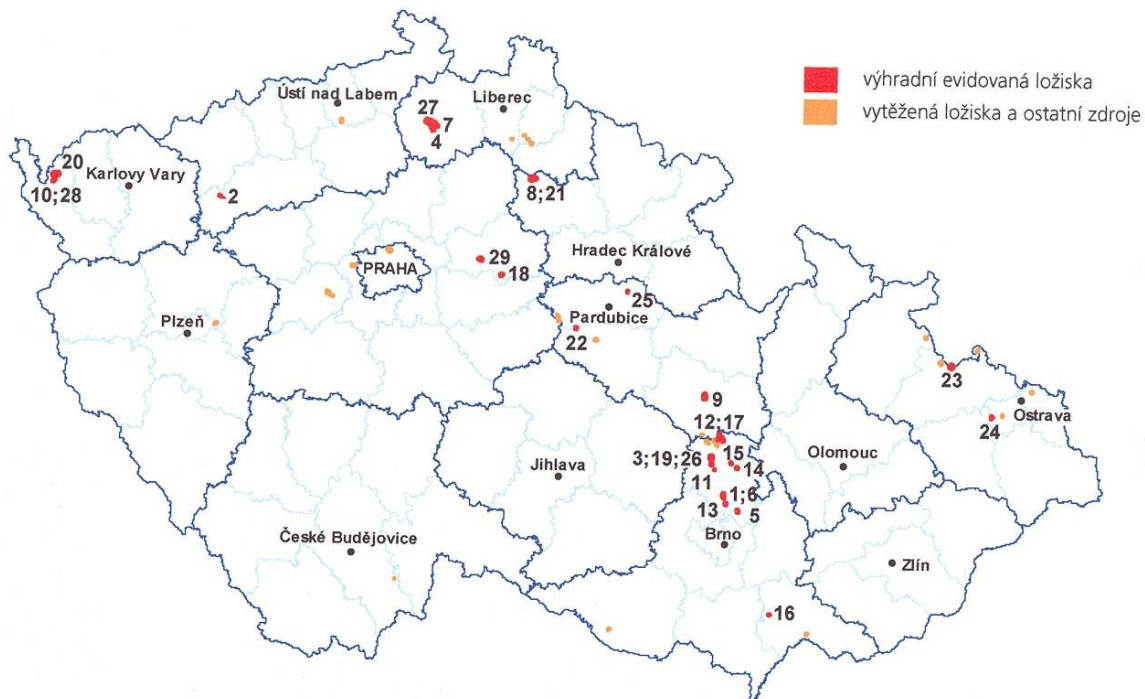 výhradní evidovaná ložiska
vytěžená ložiska a ostatní zdroje
Ústí nad Labem
27
Liberec
7
4
20
Karlovy Vary
10;28
2
8;21
Hradec Králové
29
PRAHA
18
25
Pardubice
Plzeň
22
23
9
Ostrava
12;17
24
3;19;26
15
14
Olomouc
Jihlava
11
1;6
13
5
Brno
České Budějovice
Zlín
16